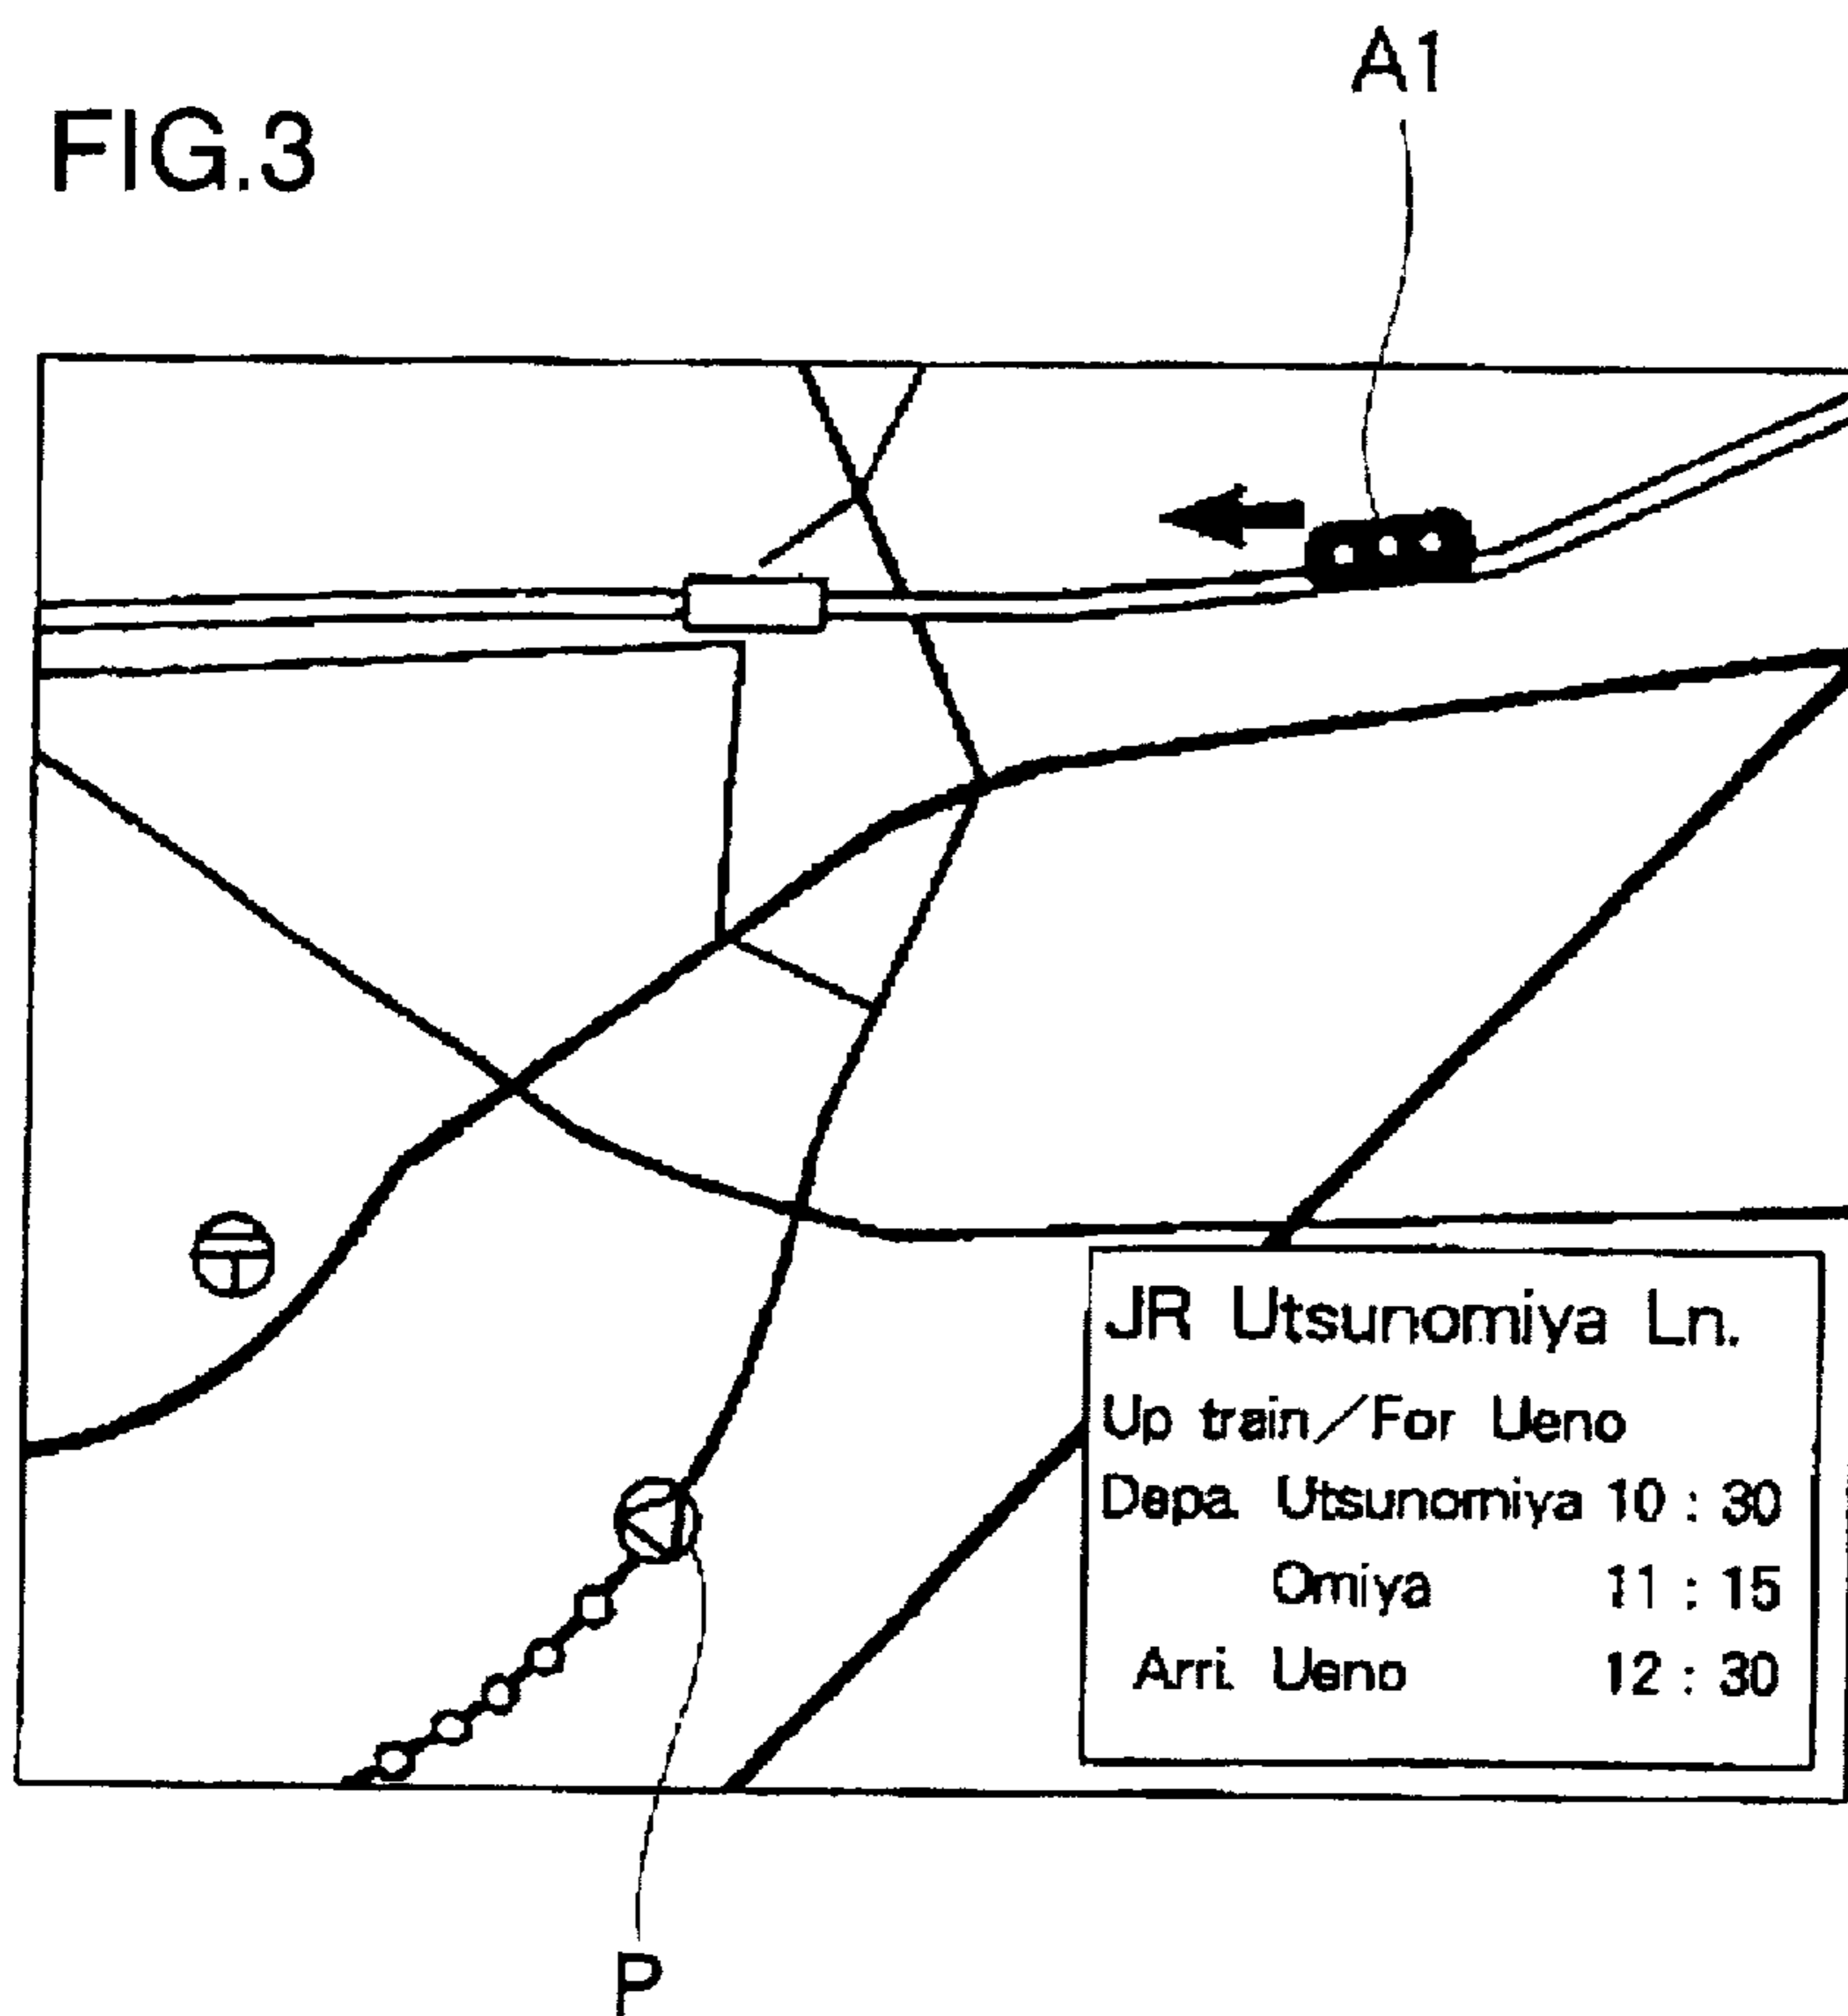 A1
FIG.3
JR Utsunomiya Ln.
Up train/For Ueno
Depa. Utsunomiya 10:30
Omiya 11:15
Arri. Ueno 12:30
P